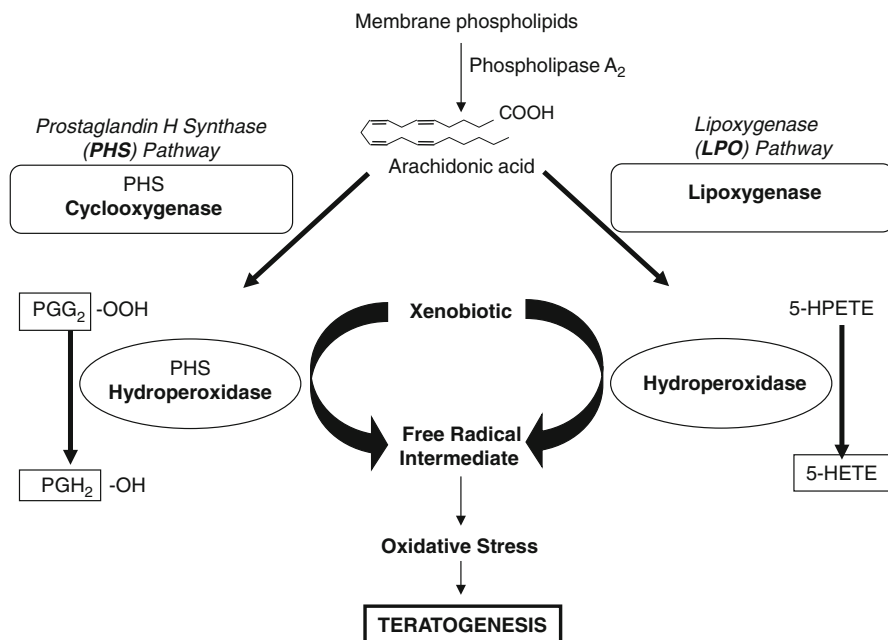 Membrane phospholipids
Phospholipase A2
COOH
Arachidonic acid
Prostaglandin H Synthase
(PHS) Pathway
PHS
Cyclooxygenase
Lipoxygenase
(LPO) Pathway
Lipoxygenase
PGG2 -OOH
PHS
Hydroperoxidase
PGH2 -OH
Xenobiotic
5-HPETE
Hydroperoxidase
5-HETE
Free Radical
Intermediate
Oxidative Stress
TERATOGENESIS